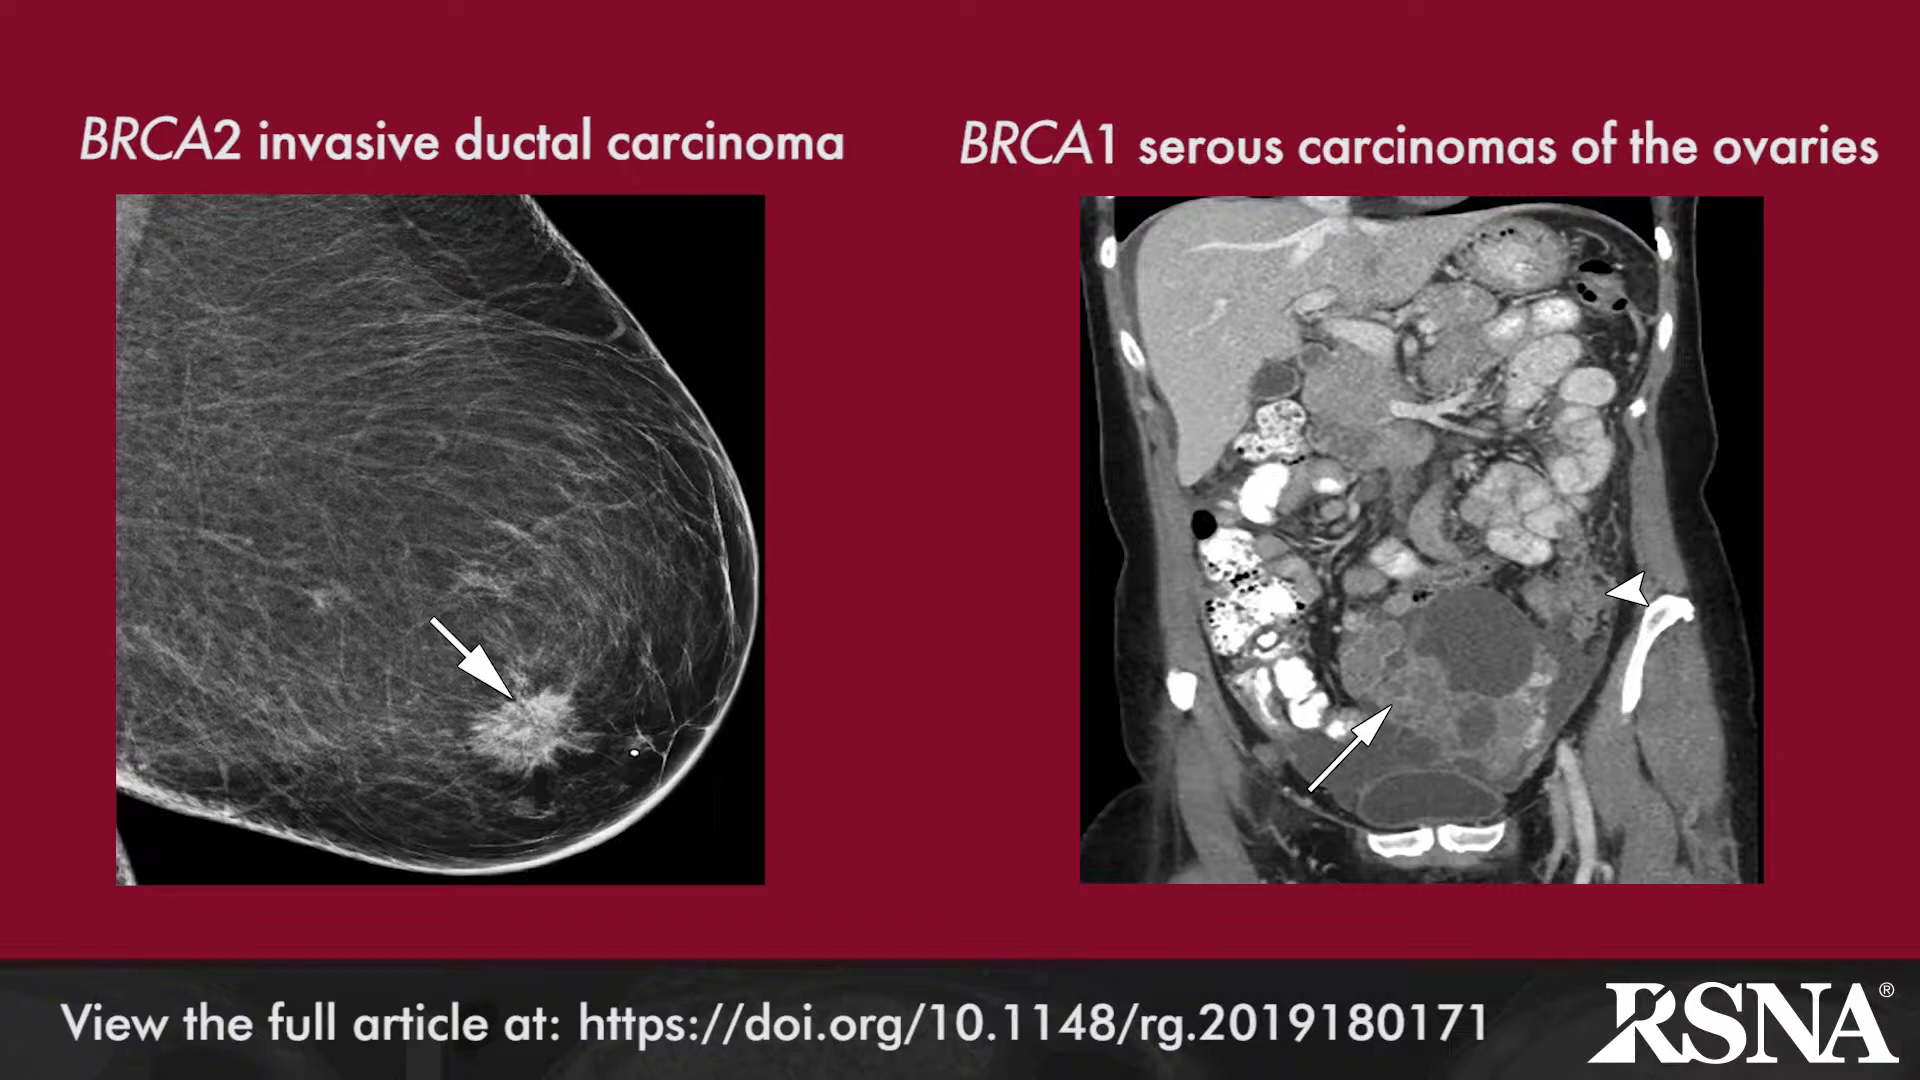 BRCA2 invasive ductal carcinoma
BRCA1 serous carcinomas of the ovaries
View the full article at: https://doi.org/10.1148/rg.2019180171
RSNA®